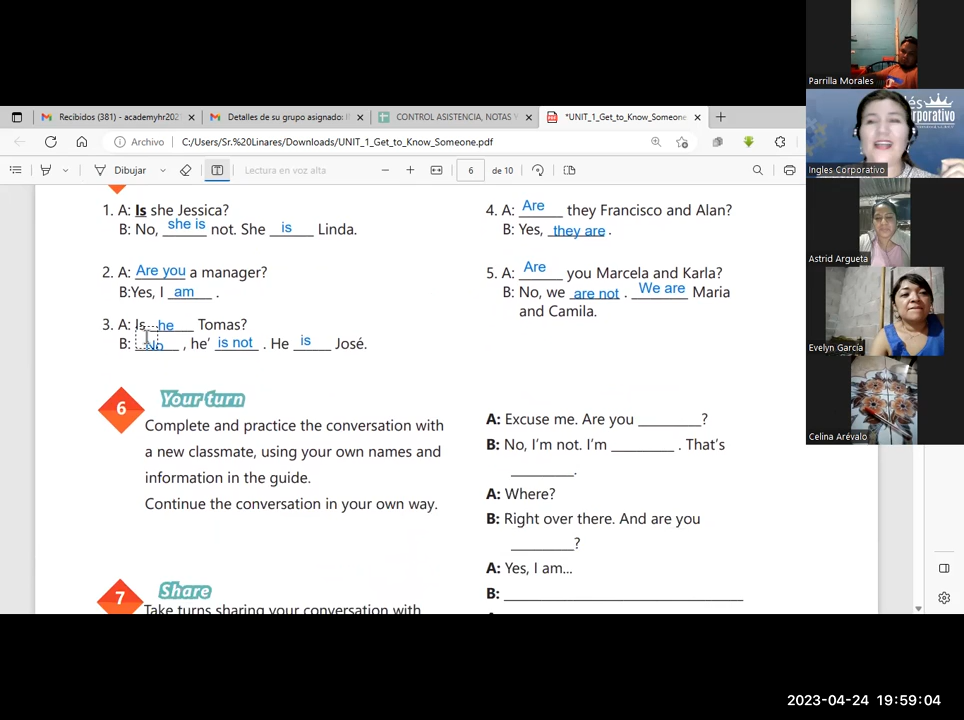 Recibidos (381) - academyhr202
Detalles de su grupo asignado: I
CONTROL ASISTENCIA, NOTAS Y
*UNIT_1_Get_to_Know_Someone.
Archivo
C:/Users/Sr.%20Linares/Downloads/UNIT_1_Get_to_Know_Someone.pdf
Dibujar
Lectura en voz alta
6
de 10
1. A: Is she Jessica?
B: No, she is not. She is Linda.
2. A: Are you a manager?
B:Yes, I am .
3. A: Is he Tomas?
B: No , he' is not . He is José.
4. A: Are they Francisco and Alan?
B: Yes, they are .
5. A: Are you Marcela and Karla?
B: No, we are not . We are Maria
and Camila.
6
Your turn
Complete and practice the conversation with
a new classmate, using your own names and
information in the guide.
Continue the conversation in your own way.
A: Excuse me. Are you ________?
B: No, I'm not. I'm ________ . That's
________.
A: Where?
B: Right over there. And are you
________?
A: Yes, I am...
B: ______________________________
7
Share
Take turns sharing your conversation with
Parrilla Morales
Ingles Corporativo
Astrid Argueta
Evelyn García
Celina Arévalo
2023-04-24 19:59:04